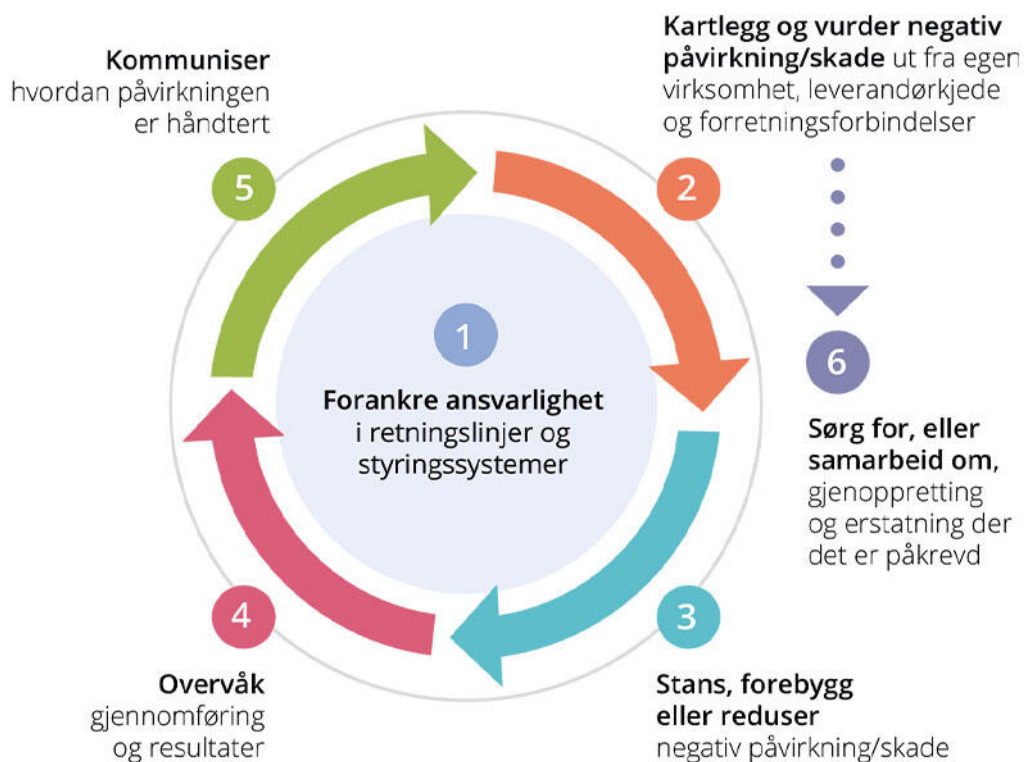 1
Forankre ansvarlighet
i retningslinjer og
styringssystemer
2
Kartlegg og vurder negativ
påvirkning/skade ut fra egen
virksomhet, leverandørkjede
og forretningsforbindelser
3
Stans, forebygg
eller reduser
negativ påvirkning/skade
4
Overvåk
gjennomføring
og resultater
5
Kommuniser
hvordan påvirkningen
er håndtert
6
Sørg for, eller
samarbeid om,
gjenoppretting
og erstatning der
det er påkrevd